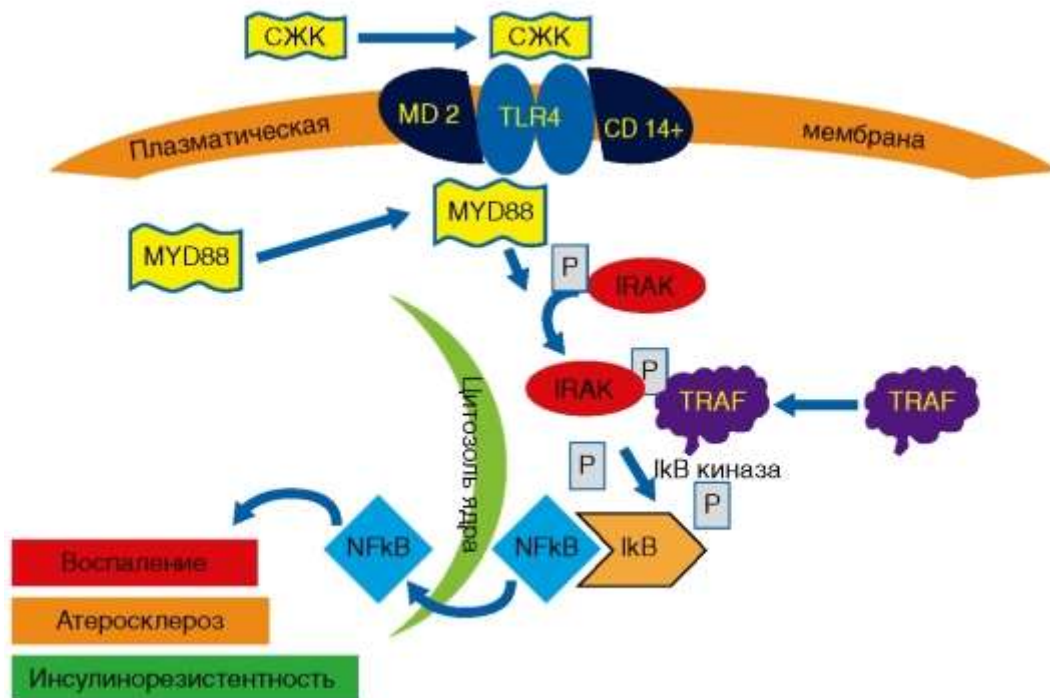 СЖК
СЖК
MD 2
TLR4
CD 14+
Плазматическая
мембрана
MYD88
MYD88
P
IRAK
IRAK
P
TRAF
TRAF
Цитозоль ядра
P
IkB киназа
P
NFkB
NFkB
IkB
Воспаление
Атеросклероз
Инсулинорезистентность